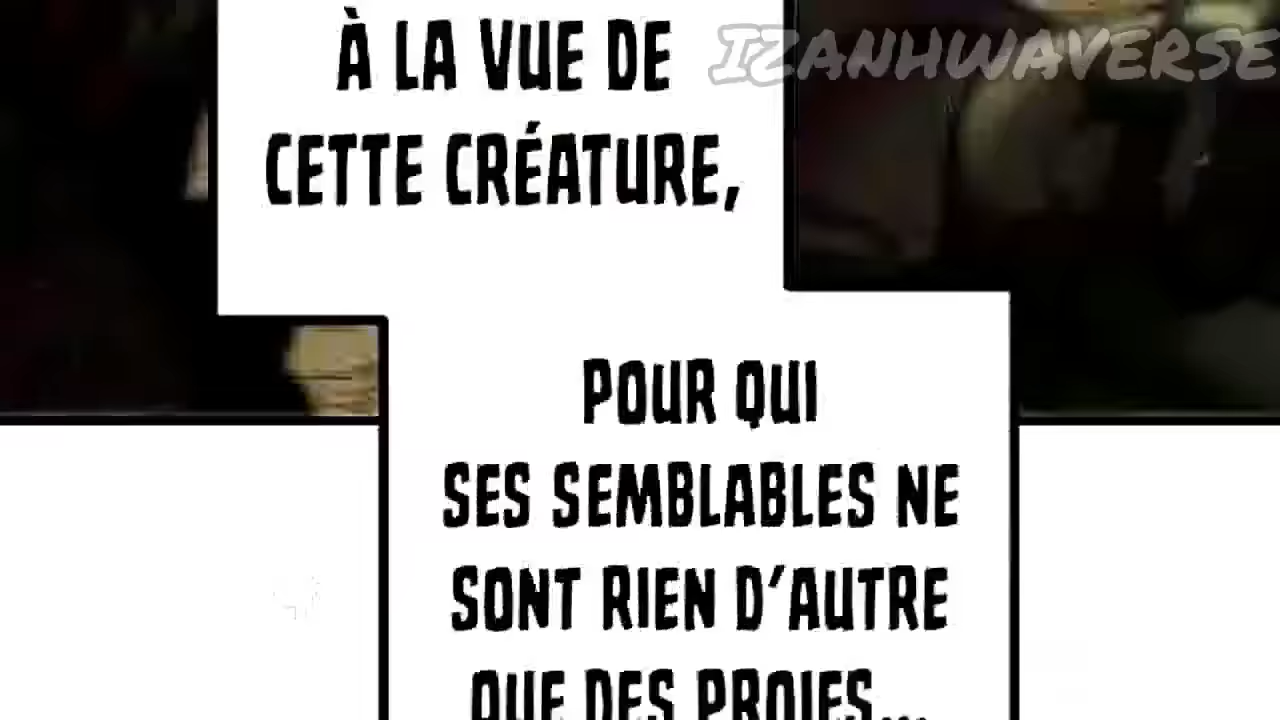 À LA VUE DE
IZANHWAVERSE
CETTE CRÉATURE,
POUR QUI
SES SEMBLABLES NE
SONT RIEN D'AUTRE
QUE DES PROIES...